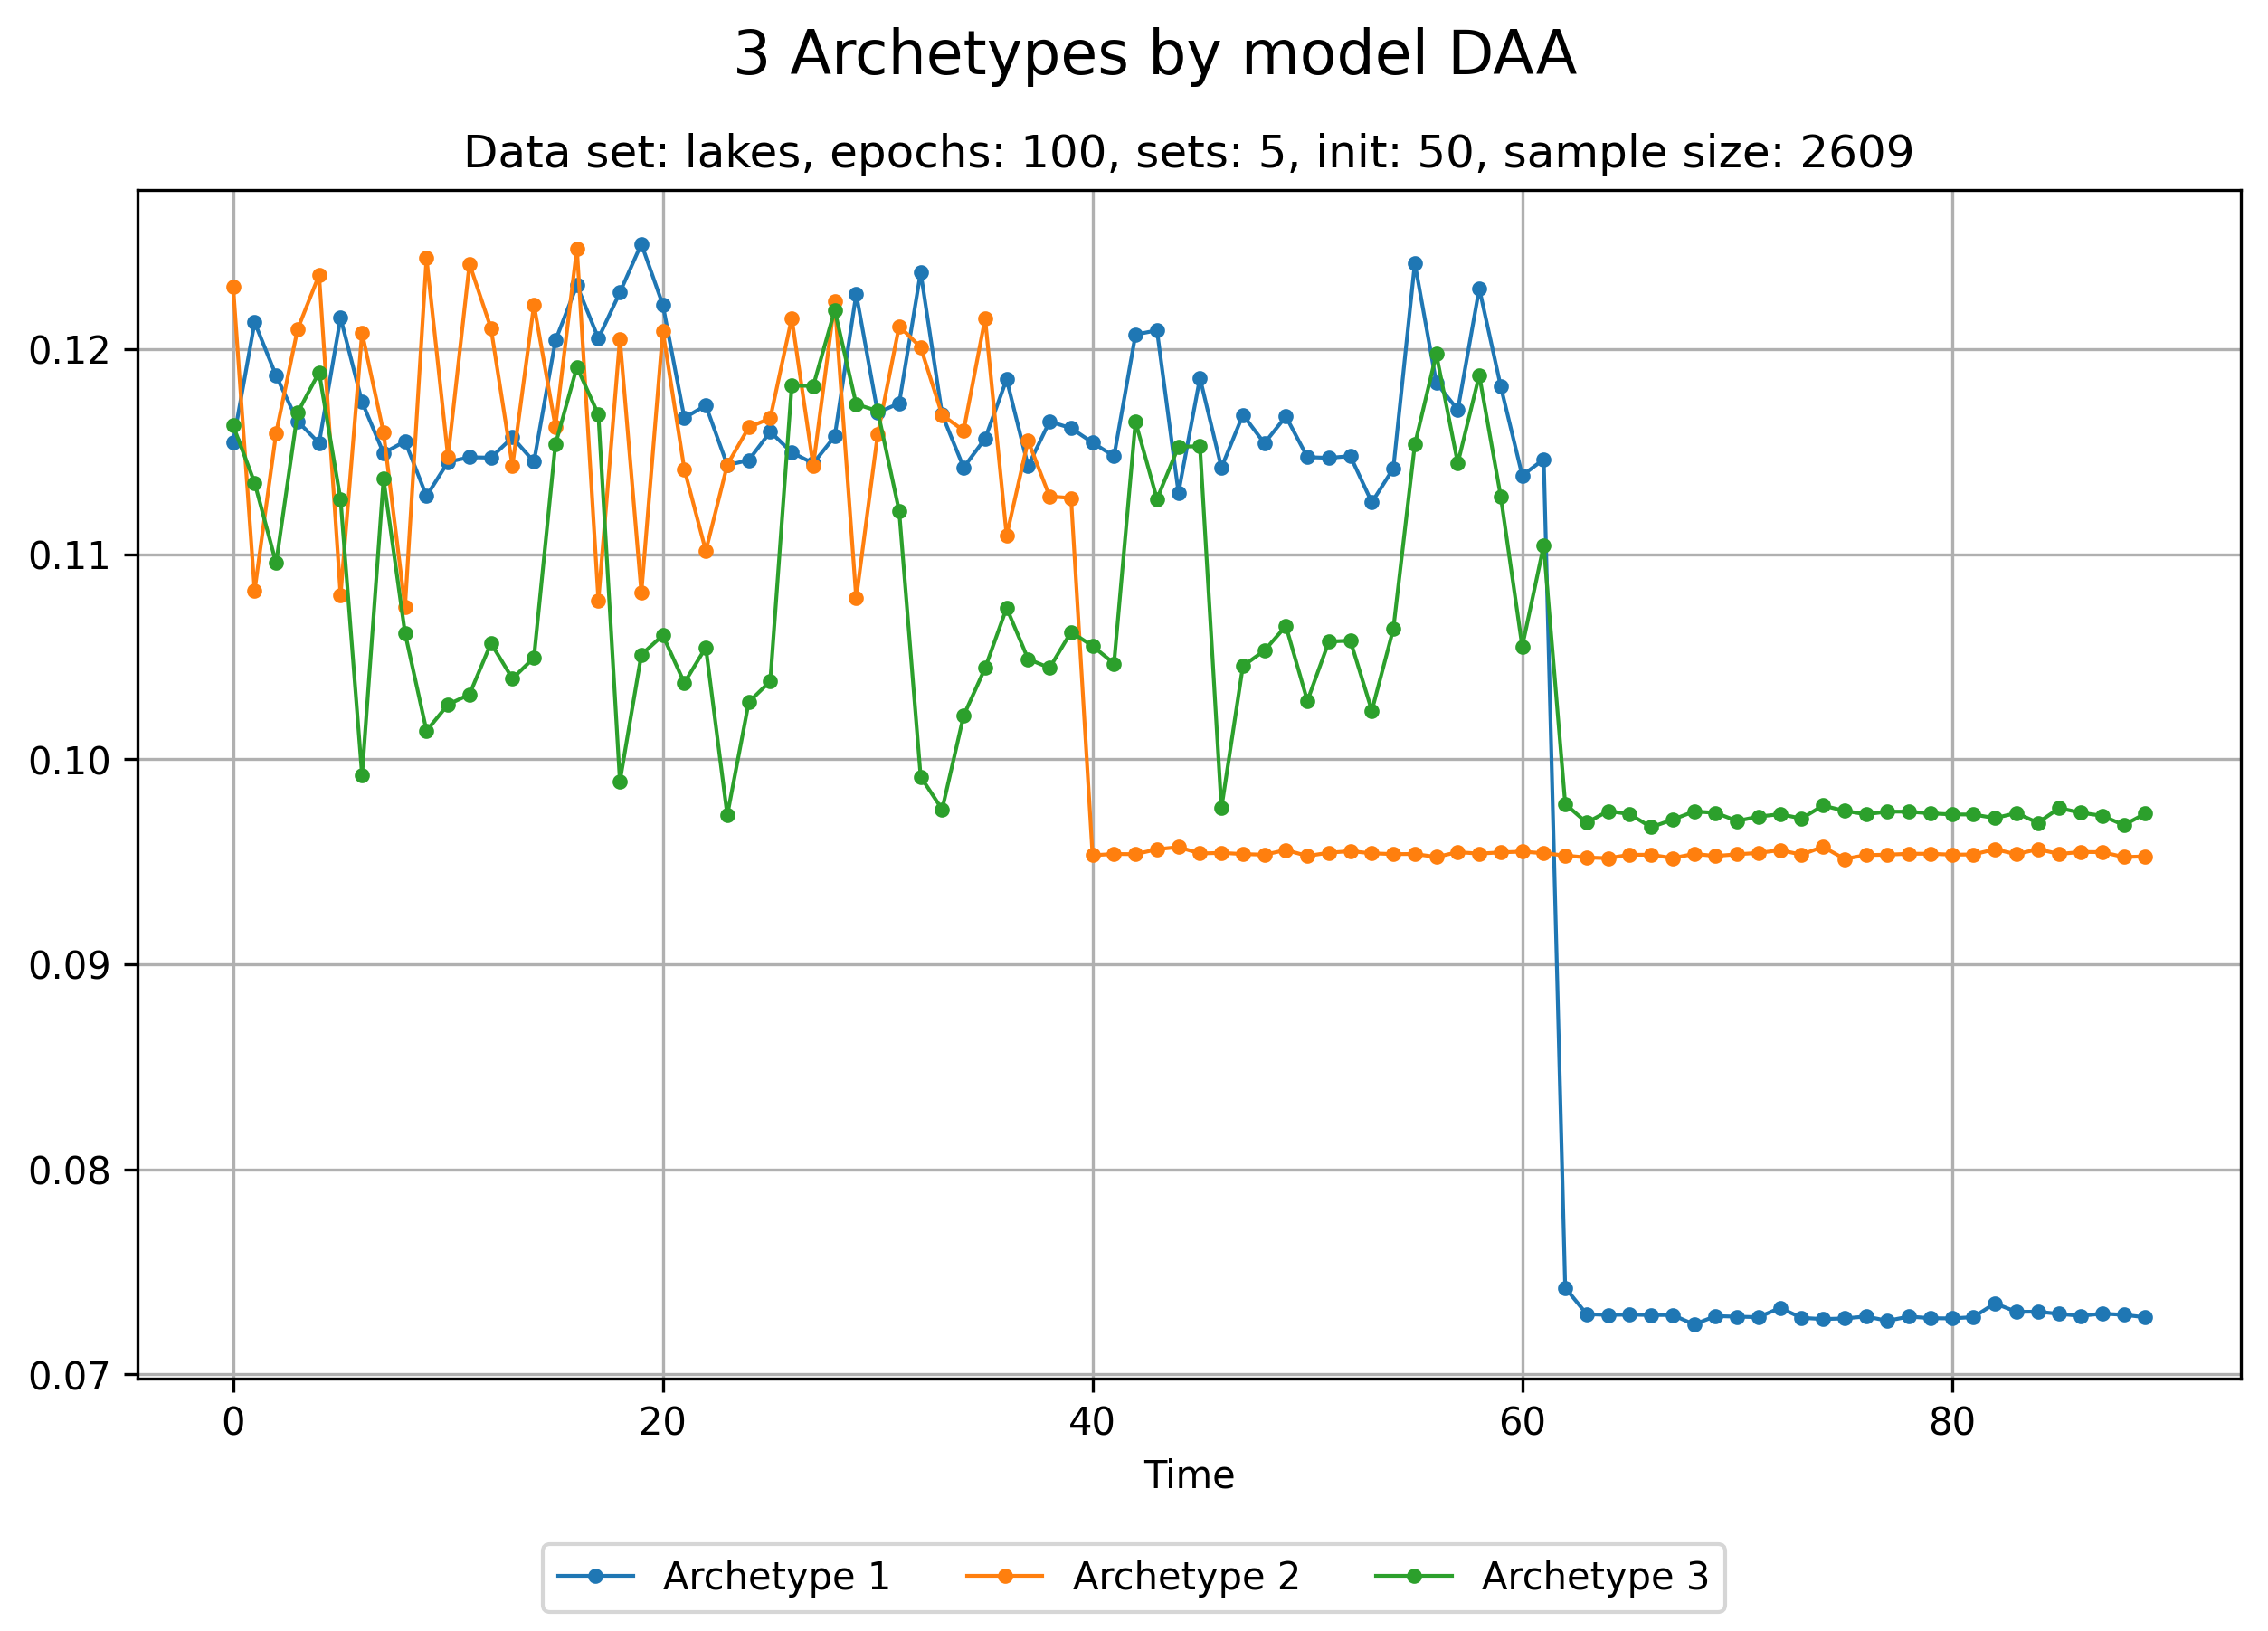 3 Archetypes by model DAA
Data set: lakes, epochs: 100, sets: 5, init: 50, sample size: 2609
0.12
0.11
0.10
0.09
0.08
0.07
0 20 40 60 80
Time
Archetype 1 Archetype 2 Archetype 3